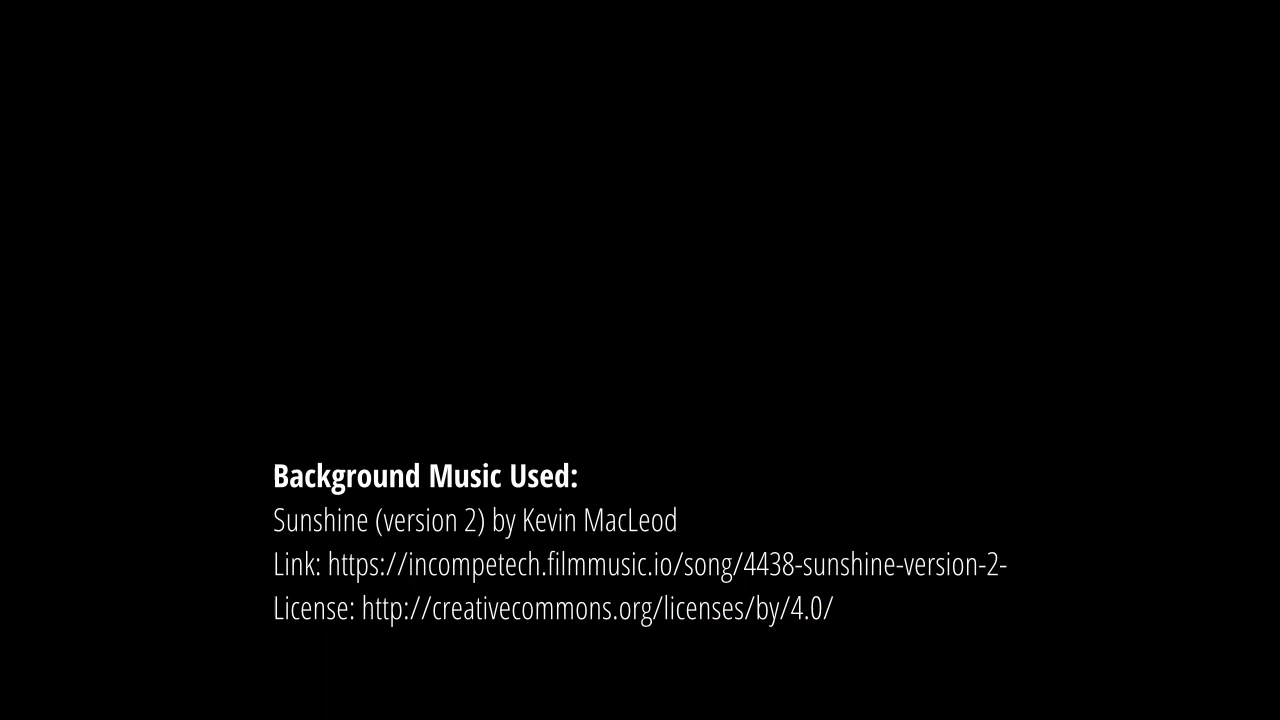 Background Music Used:
Sunshine (version 2) by Kevin MacLeod
Link: https://incompetech.filmmusic.io/song/4438-sunshine-version-2-
License: http://creativecommons.org/licenses/by/4.0/